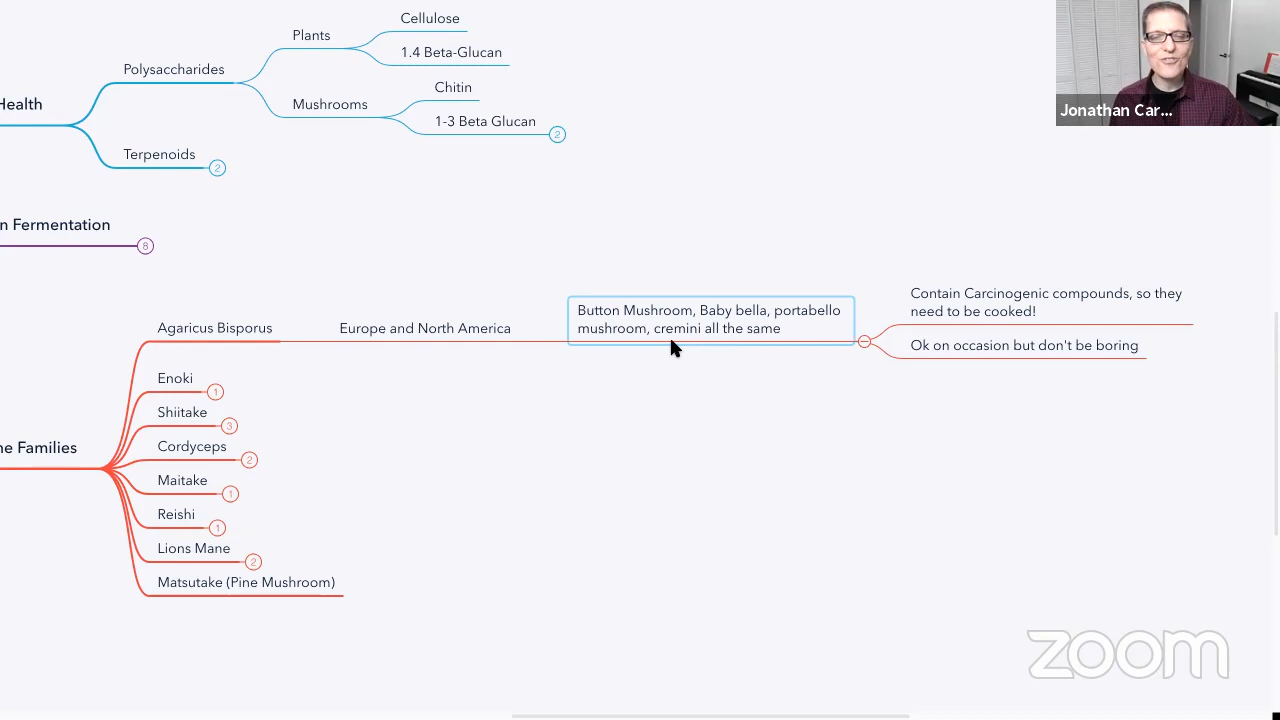 Cellulose
Plants
1.4 Beta-Glucan
Polysaccharides
Chitin
Health
Mushrooms
1-3 Beta Glucan
2
Terpenoids
2
n Fermentation
8
Contain Carcinogenic compounds, so they
need to be cooked!
Button Mushroom, Baby bella, portabello
mushroom, cremini all the same
Agaricus Bisporus
Europe and North America
Ok on occasion but don't be boring
Enoki
1
Shiitake
3
Cordyceps
2
ne Families
Maitake
1
Reishi
1
Lions Mane
2
Matsutake (Pine Mushroom)
Jonathan Car...
zoom